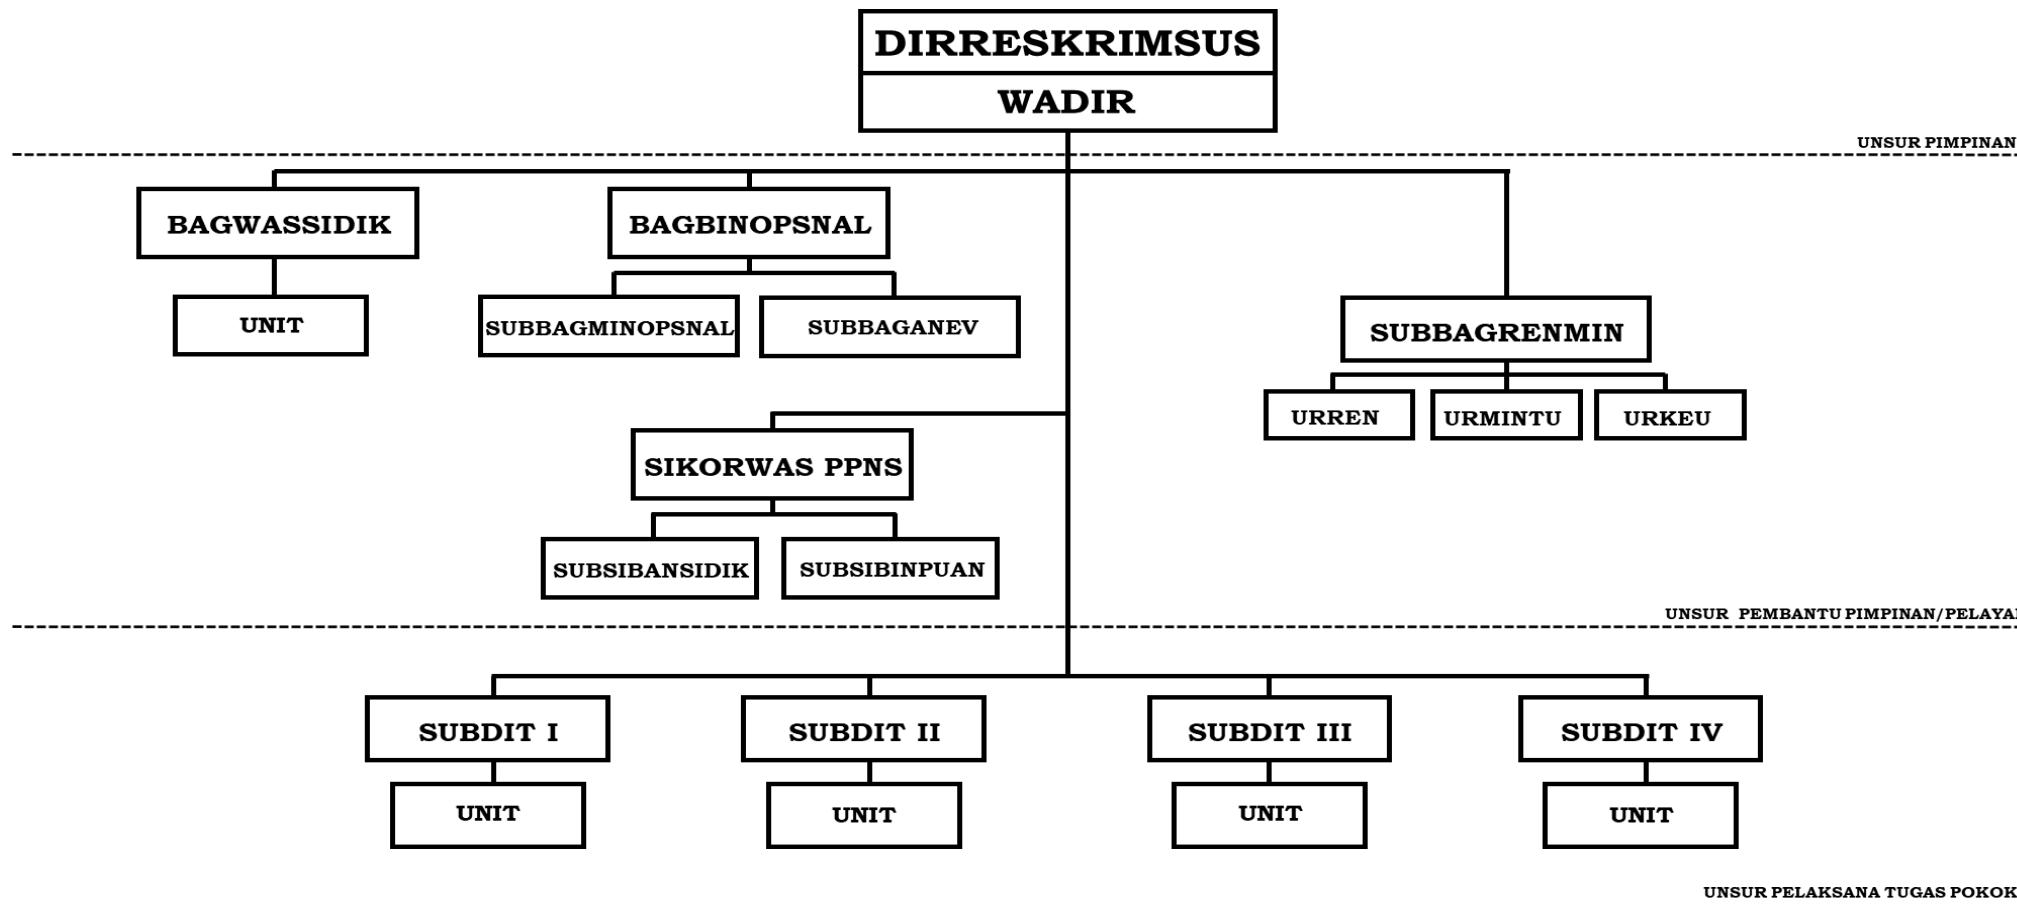 DIRRESKRIMSUS
WADIR
UNSUR PIMPINAN
BAGWASSIDIK
BAGBINOPSNAL
UNIT
SUBBAGMINOPSNAL
SUBBAGANEV
SUBBAGRENMIN
URREN
URMINTU
URKEU
SIKORWAS PPNS
SUBSIBANSIDIK
SUBSIBINPUAN
UNSUR PEMBANTU PIMPINAN/PELAYA
SUBDIT I
SUBDIT II
SUBDIT III
SUBDIT IV
UNIT
UNIT
UNIT
UNIT
UNSUR PELAKSANA TUGAS POKOK